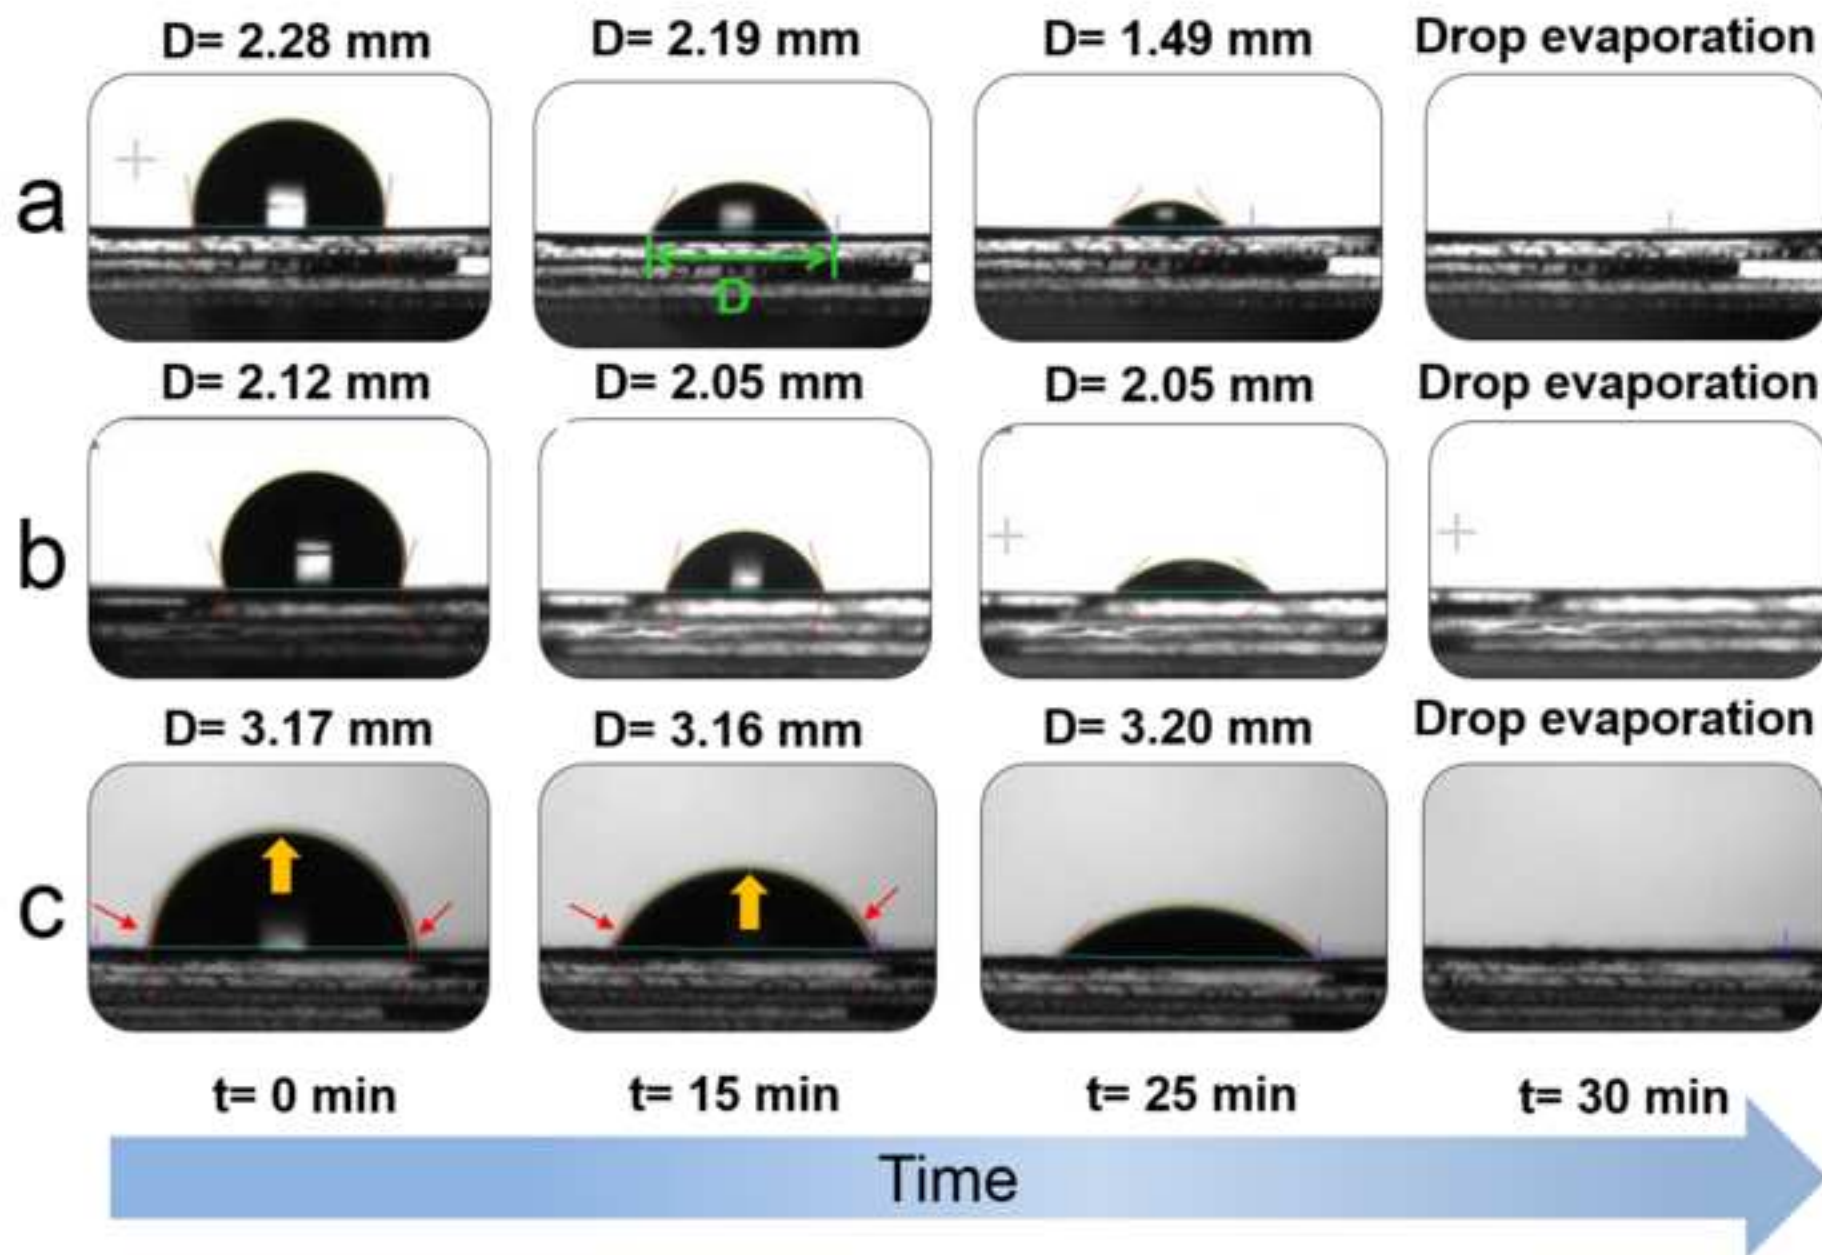 D= 2.28 mm D= 2.19 mm D= 1.49 mm Drop evaporation
a
D
D= 2.12 mm D= 2.05 mm D= 2.05 mm Drop evaporation
b
D= 3.17 mm D= 3.16 mm D= 3.20 mm Drop evaporation
c
t= 0 min t= 15 min t= 25 min t= 30 min
Time